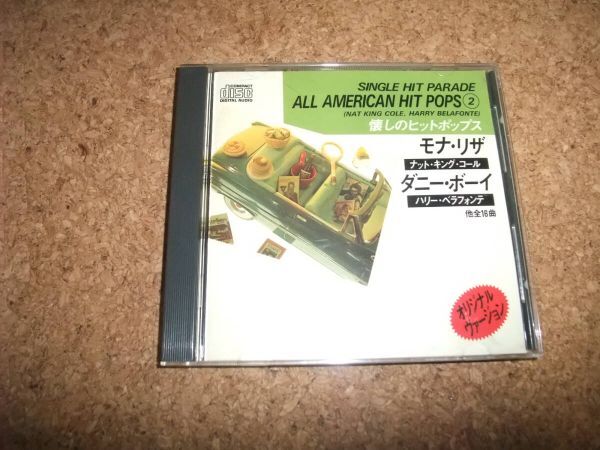 COMPACT
disc
DIGITAL AUDIO
SINGLE HIT PARADE
ALL AMERICAN HIT POPS②
(NAT KING COLE, HARRY BELAFONTE)
懐しのヒットポップス
モナ・リザ
ナット・キング・コール
ダニー・ボーイ
ハリー・ベラフォンテ
他全16曲
オリジナル
ヴァージョン